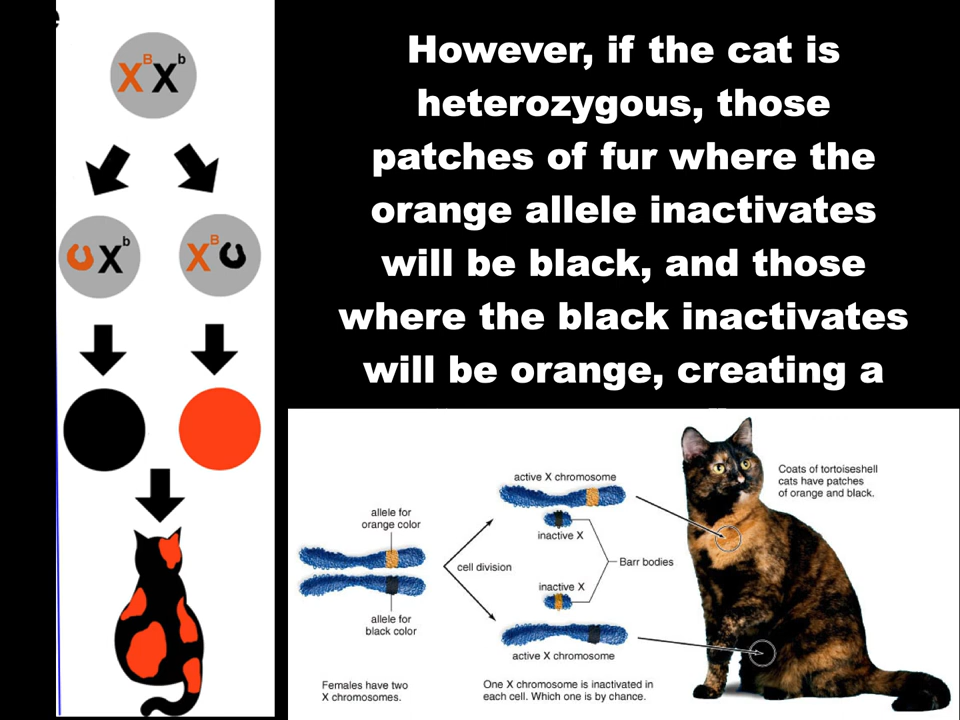 X^B X^b
X^b
X^B
However, if the cat is
heterozygous, those
patches of fur where the
orange allele inactivates
will be black, and those
where the black inactivates
will be orange, creating a
active X chromosome
inactive X
allele for
orange color
cell division
Barr bodies
inactive X
allele for
black color
active X chromosome
Coats of tortoiseshell
cats have patches
of orange and black.
Females have two
X chromosomes.
One X chromosome is inactivated in
each cell. Which one is by chance.